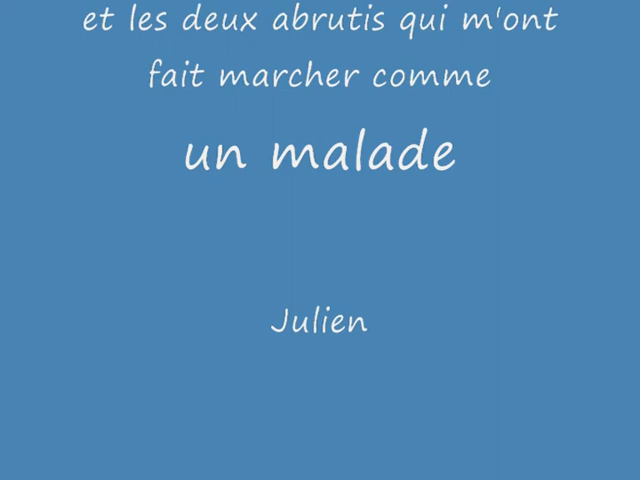 et les deux abrutis qui m'ont
fait marcher comme
un malade
Julien